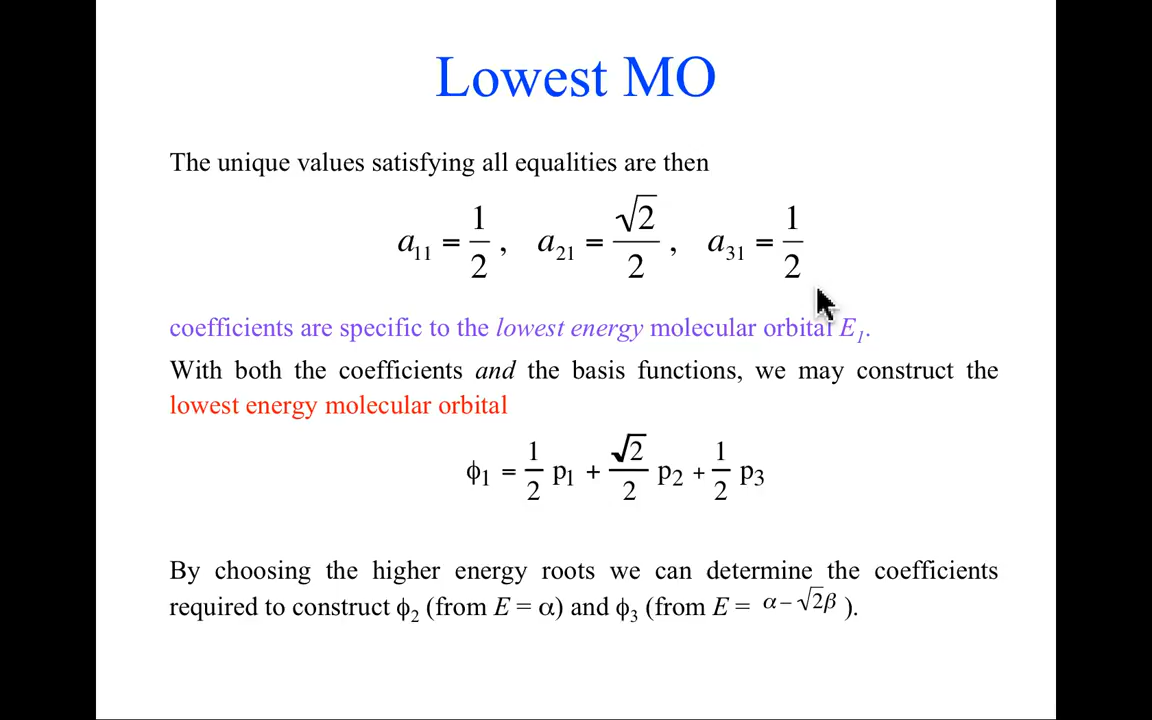 Lowest MO
The unique values satisfying all equalities are then
a₁₁ = 1/2 , a₂₁ = √2/2 , a₃₁ = 1/2
coefficients are specific to the lowest energy molecular orbital E₁.
With both the coefficients and the basis functions, we may construct the
lowest energy molecular orbital
ϕ₁ = 1/2 p₁ + √2/2 p₂ + 1/2 p₃
By choosing the higher energy roots we can determine the coefficients
required to construct ϕ₂ (from E = α) and ϕ₃ (from E = α − √2β ).